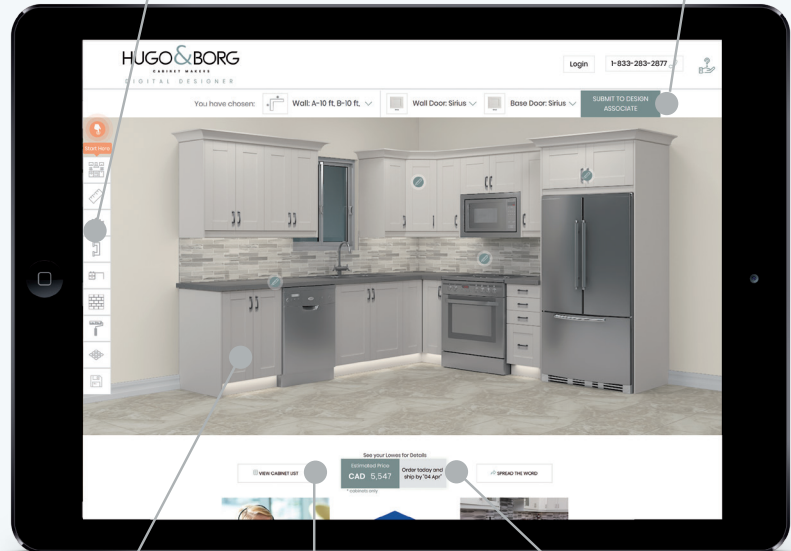 HUGO&BORG
CABINET MAKERS
DIGITAL DESIGNER
Login
1-833-283-2877
You have chosen:
Wall: A-10 ft, B-10 ft,
Wall Door: Sirius
Base Door: Sirius
SUBMIT TO DESIGN
ASSOCIATE
Start Here
See your Lowes for Details
VIEW CABINET LIST
Estimated Price
CAD 5,547
* cabinets only
Order today and
ship by "04 Apr"
SPREAD THE WORD